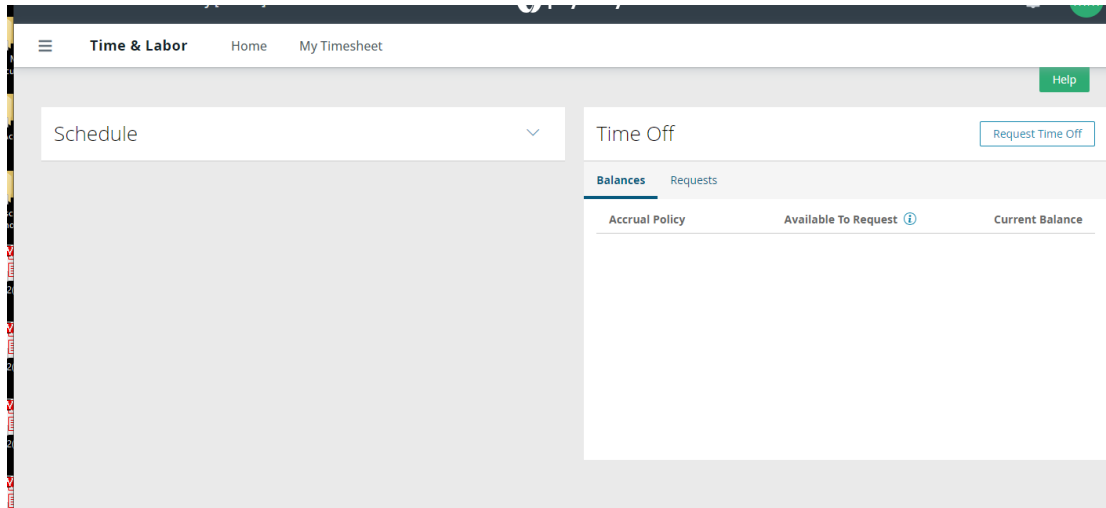 Time & Labor Home My Timesheet
Help
Schedule
Time Off
Request Time Off
Balances Requests
Accrual Policy Available To Request Current Balance